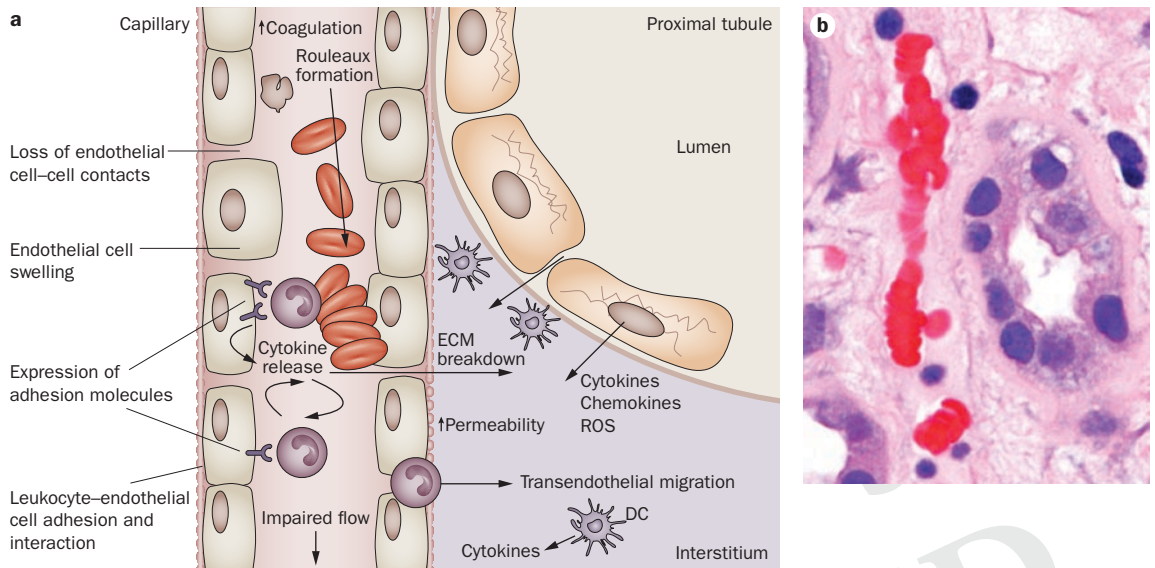 a
Capillary
↑Coagulation
Rouleaux
formation
Proximal tubule
Lumen
Loss of endothelial
cell–cell contacts
Endothelial cell
swelling
Expression of
adhesion molecules
Leukocyte–endothelial
cell adhesion and
interaction
Cytokine
release
ECM
breakdown
Cytokines
Chemokines
ROS
↑Permeability
Transendothelial migration
Impaired flow
DC
Cytokines
Interstitium
b